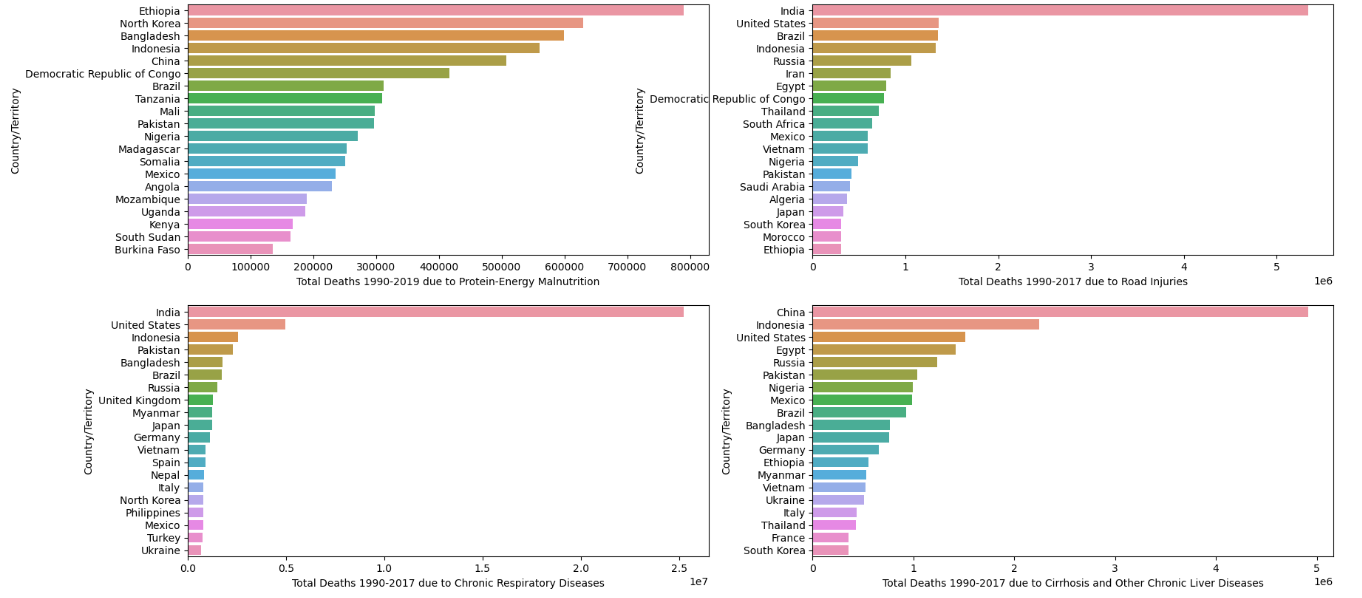 Country/Territory
Ethiopia
North Korea
Bangladesh
Indonesia
China
Democratic Republic of Congo
Brazil
Tanzania
Mali
Pakistan
Nigeria
Madagascar
Somalia
Mexico
Angola
Mozambique
Uganda
Kenya
South Sudan
Burkina Faso
0 100000 200000 300000 400000 500000 600000 700000 800000
Total Deaths 1990-2019 due to Protein-Energy Malnutrition
Country/Territory
India
United States
Brazil
Indonesia
Russia
Iran
Egypt
Democratic Republic of Congo
Thailand
South Africa
Mexico
Vietnam
Nigeria
Pakistan
Saudi Arabia
Algeria
Japan
South Korea
Morocco
Ethiopia
0 1 2 3 4 5
1e6
Total Deaths 1990-2017 due to Road Injuries
Country/Territory
India
United States
Indonesia
Pakistan
Bangladesh
Brazil
Russia
United Kingdom
Myanmar
Japan
Germany
Vietnam
Spain
Nepal
Italy
North Korea
Philippines
Mexico
Turkey
Ukraine
0.0 0.5 1.0 1.5 2.0 2.5
1e7
Total Deaths 1990-2017 due to Chronic Respiratory Diseases
Country/Territory
China
Indonesia
United States
Egypt
Russia
Pakistan
Nigeria
Mexico
Brazil
Bangladesh
Japan
Germany
Ethiopia
Myanmar
Vietnam
Ukraine
Italy
Thailand
France
South Korea
0 1 2 3 4 5
1e6
Total Deaths 1990-2017 due to Cirrhosis and Other Chronic Liver Diseases